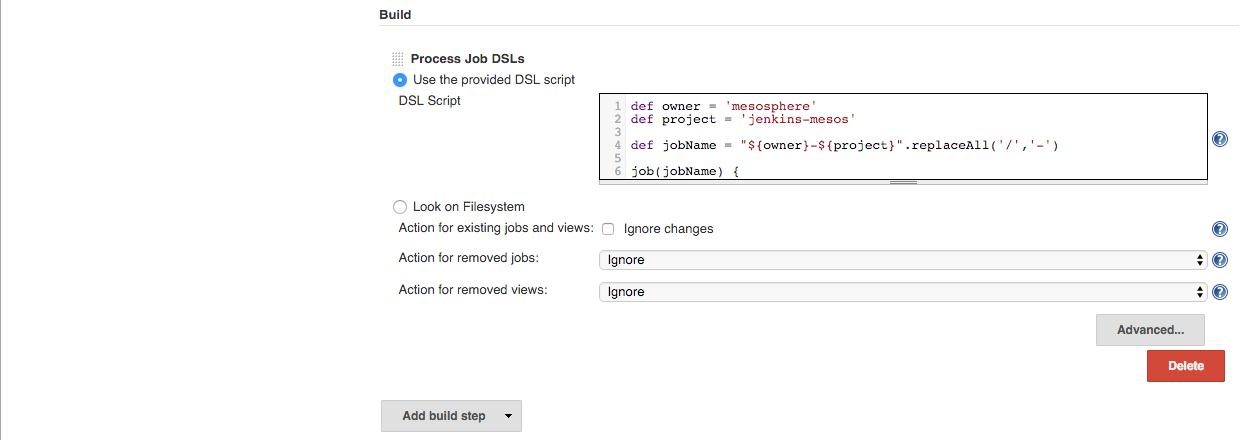 Build
Process Job DSLs
Use the provided DSL script
DSL Script
1 def owner = 'mesosphere'
2 def project = 'jenkins-mesos'
3
4 def jobName = "${owner}-${project}".replaceAll('/','-')
5
6 job(jobName) {
Look on Filesystem
Action for existing jobs and views: Ignore changes
Action for removed jobs: Ignore
Action for removed views: Ignore
Advanced...
Delete
Add build step